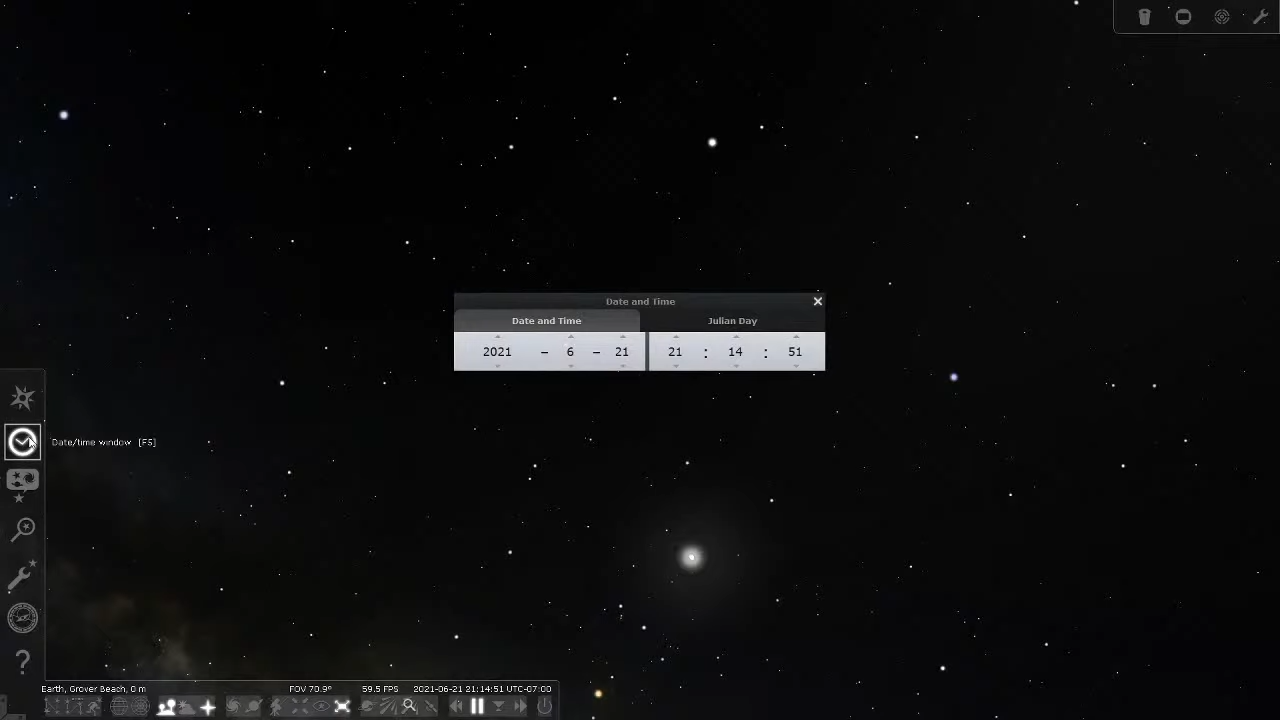 Date and Time
Date and Time Julian Day
2021 – 6 – 21 21 : 14 : 51
Date/time window [F5]
Earth, Grover Beach, 0 m FOV 70.9° 59.5 FPS 2021-06-21 21:14:51 UTC-07:00